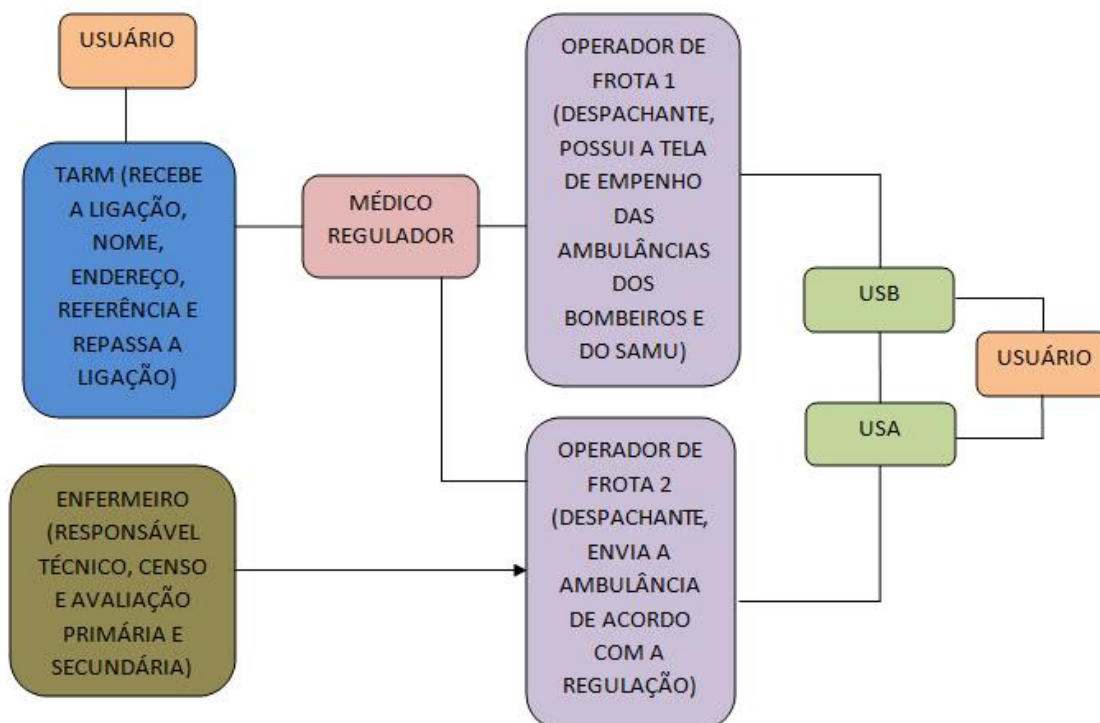 USUÁRIO
TARM (RECEBE
A LIGAÇÃO,
NOME,
ENDEREÇO,
REFERÊNCIA E
REPASSA A
LIGAÇÃO)
MÉDICO
REGULADOR
OPERADOR DE
FROTA 1
(DESPACHANTE,
POSSUI A TELA
DE EMPENHO
DAS
AMBULÂNCIAS
DOS
BOMBEIROS E
DO SAMU)
USB
USUÁRIO
USA
ENFERMEIRO
(RESPONSÁVEL
TÉCNICO, CENSO
E AVALIAÇÃO
PRIMÁRIA E
SECUNDÁRIA)
OPERADOR DE
FROTA 2
(DESPACHANTE,
ENVIA A
AMBULÂNCIA
DE ACORDO
COM A
REGULAÇÃO)